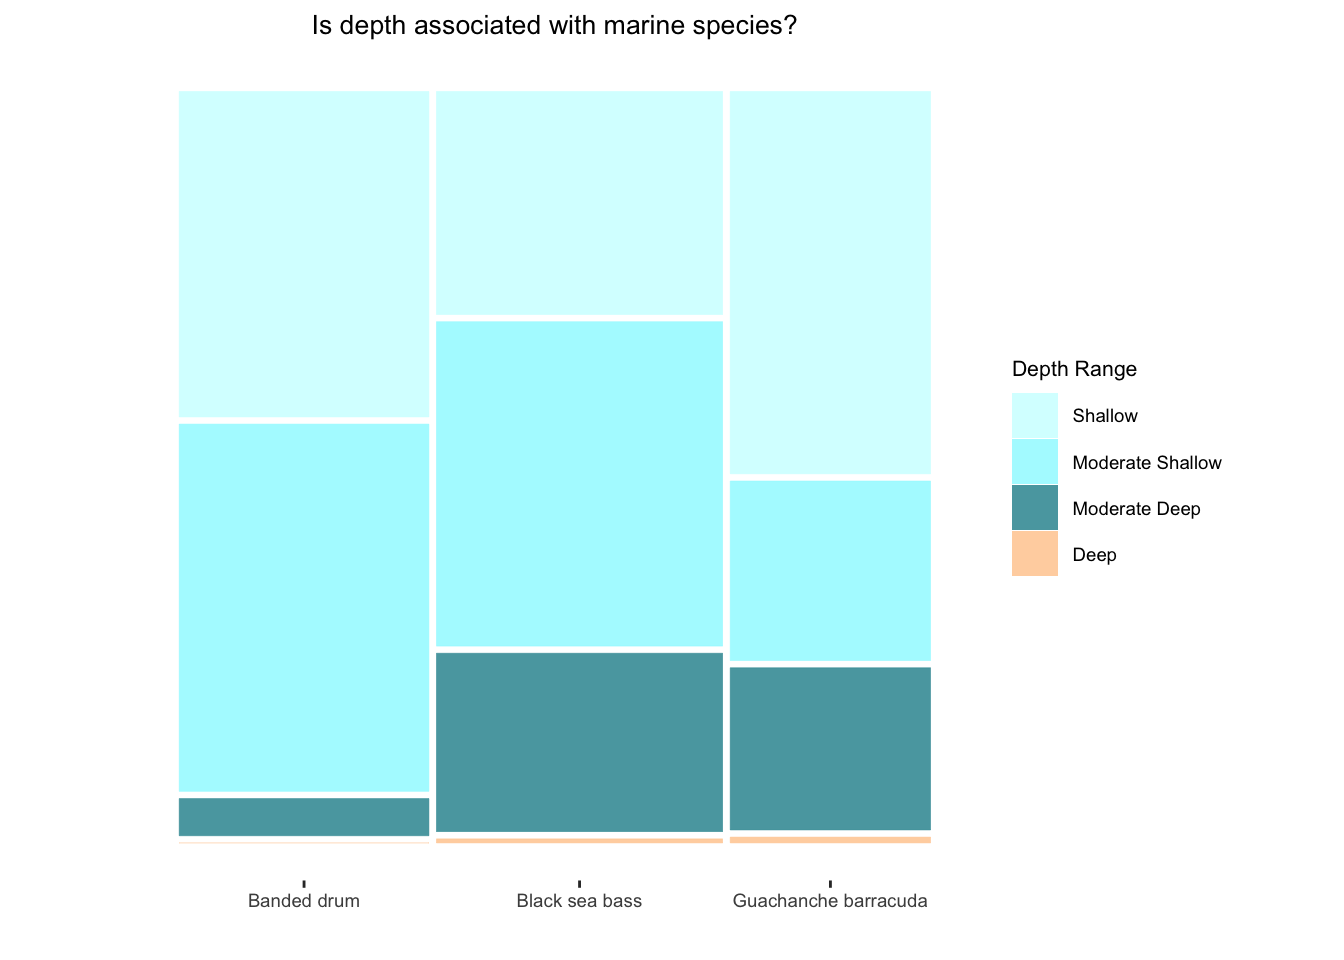 Is depth associated with marine species?
Depth Range
Shallow
Moderate Shallow
Moderate Deep
Deep
Banded drum
Black sea bass
Guachanche barracuda